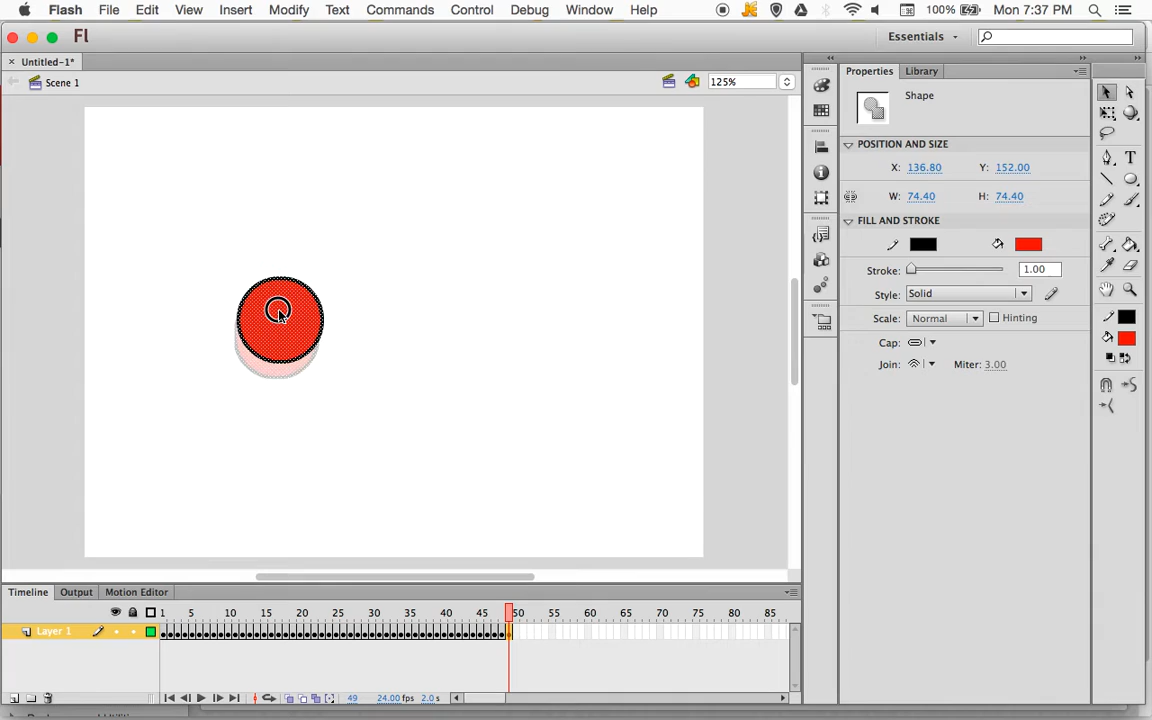 Flash File Edit View Insert Modify Text Commands Control Debug Window Help 100% Mon 7:37 PM
Fl Essentials
× Untitled-1*
Scene 1 125%
Properties Library
Shape
POSITION AND SIZE
X: 136.80 Y: 152.00
W: 74.40 H: 74.40
FILL AND STROKE
Stroke: 1.00
Style: Solid
Scale: Normal Hinting
Cap:
Join: Miter: 3.00
Timeline Output Motion Editor
1 5 10 15 20 25 30 35 40 45 50 55 60 65 70 75 80 85
Layer 1
49 24.00 fps 2.0 s